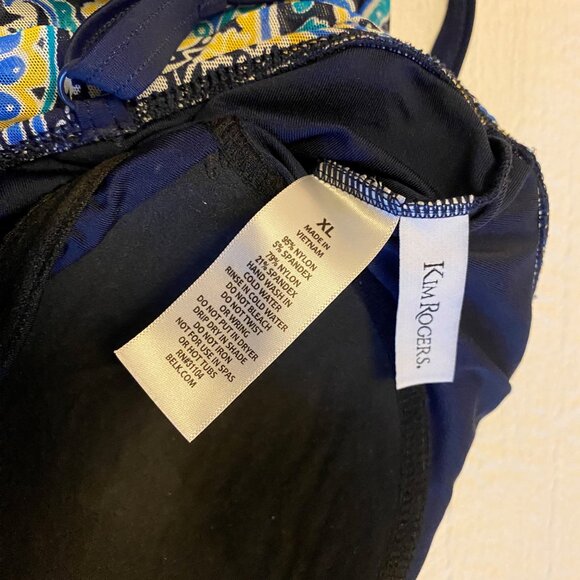 XL
MADE IN
VIETNAM
95% NYLON
5% SPANDEX
79% NYLON
21% SPANDEX
HAND WASH IN
COLD WATER
RINSE IN COLD WATER
DO NOT BLEACH
DO NOT TWIST
OR WRING
DO NOT PUT IN DRYER
DRIP DRY IN SHADE
DO NOT IRON
NOT FOR USE IN SPAS
OR HOT TUBS
RN#31104
BELK.COM
KIM ROGERS.